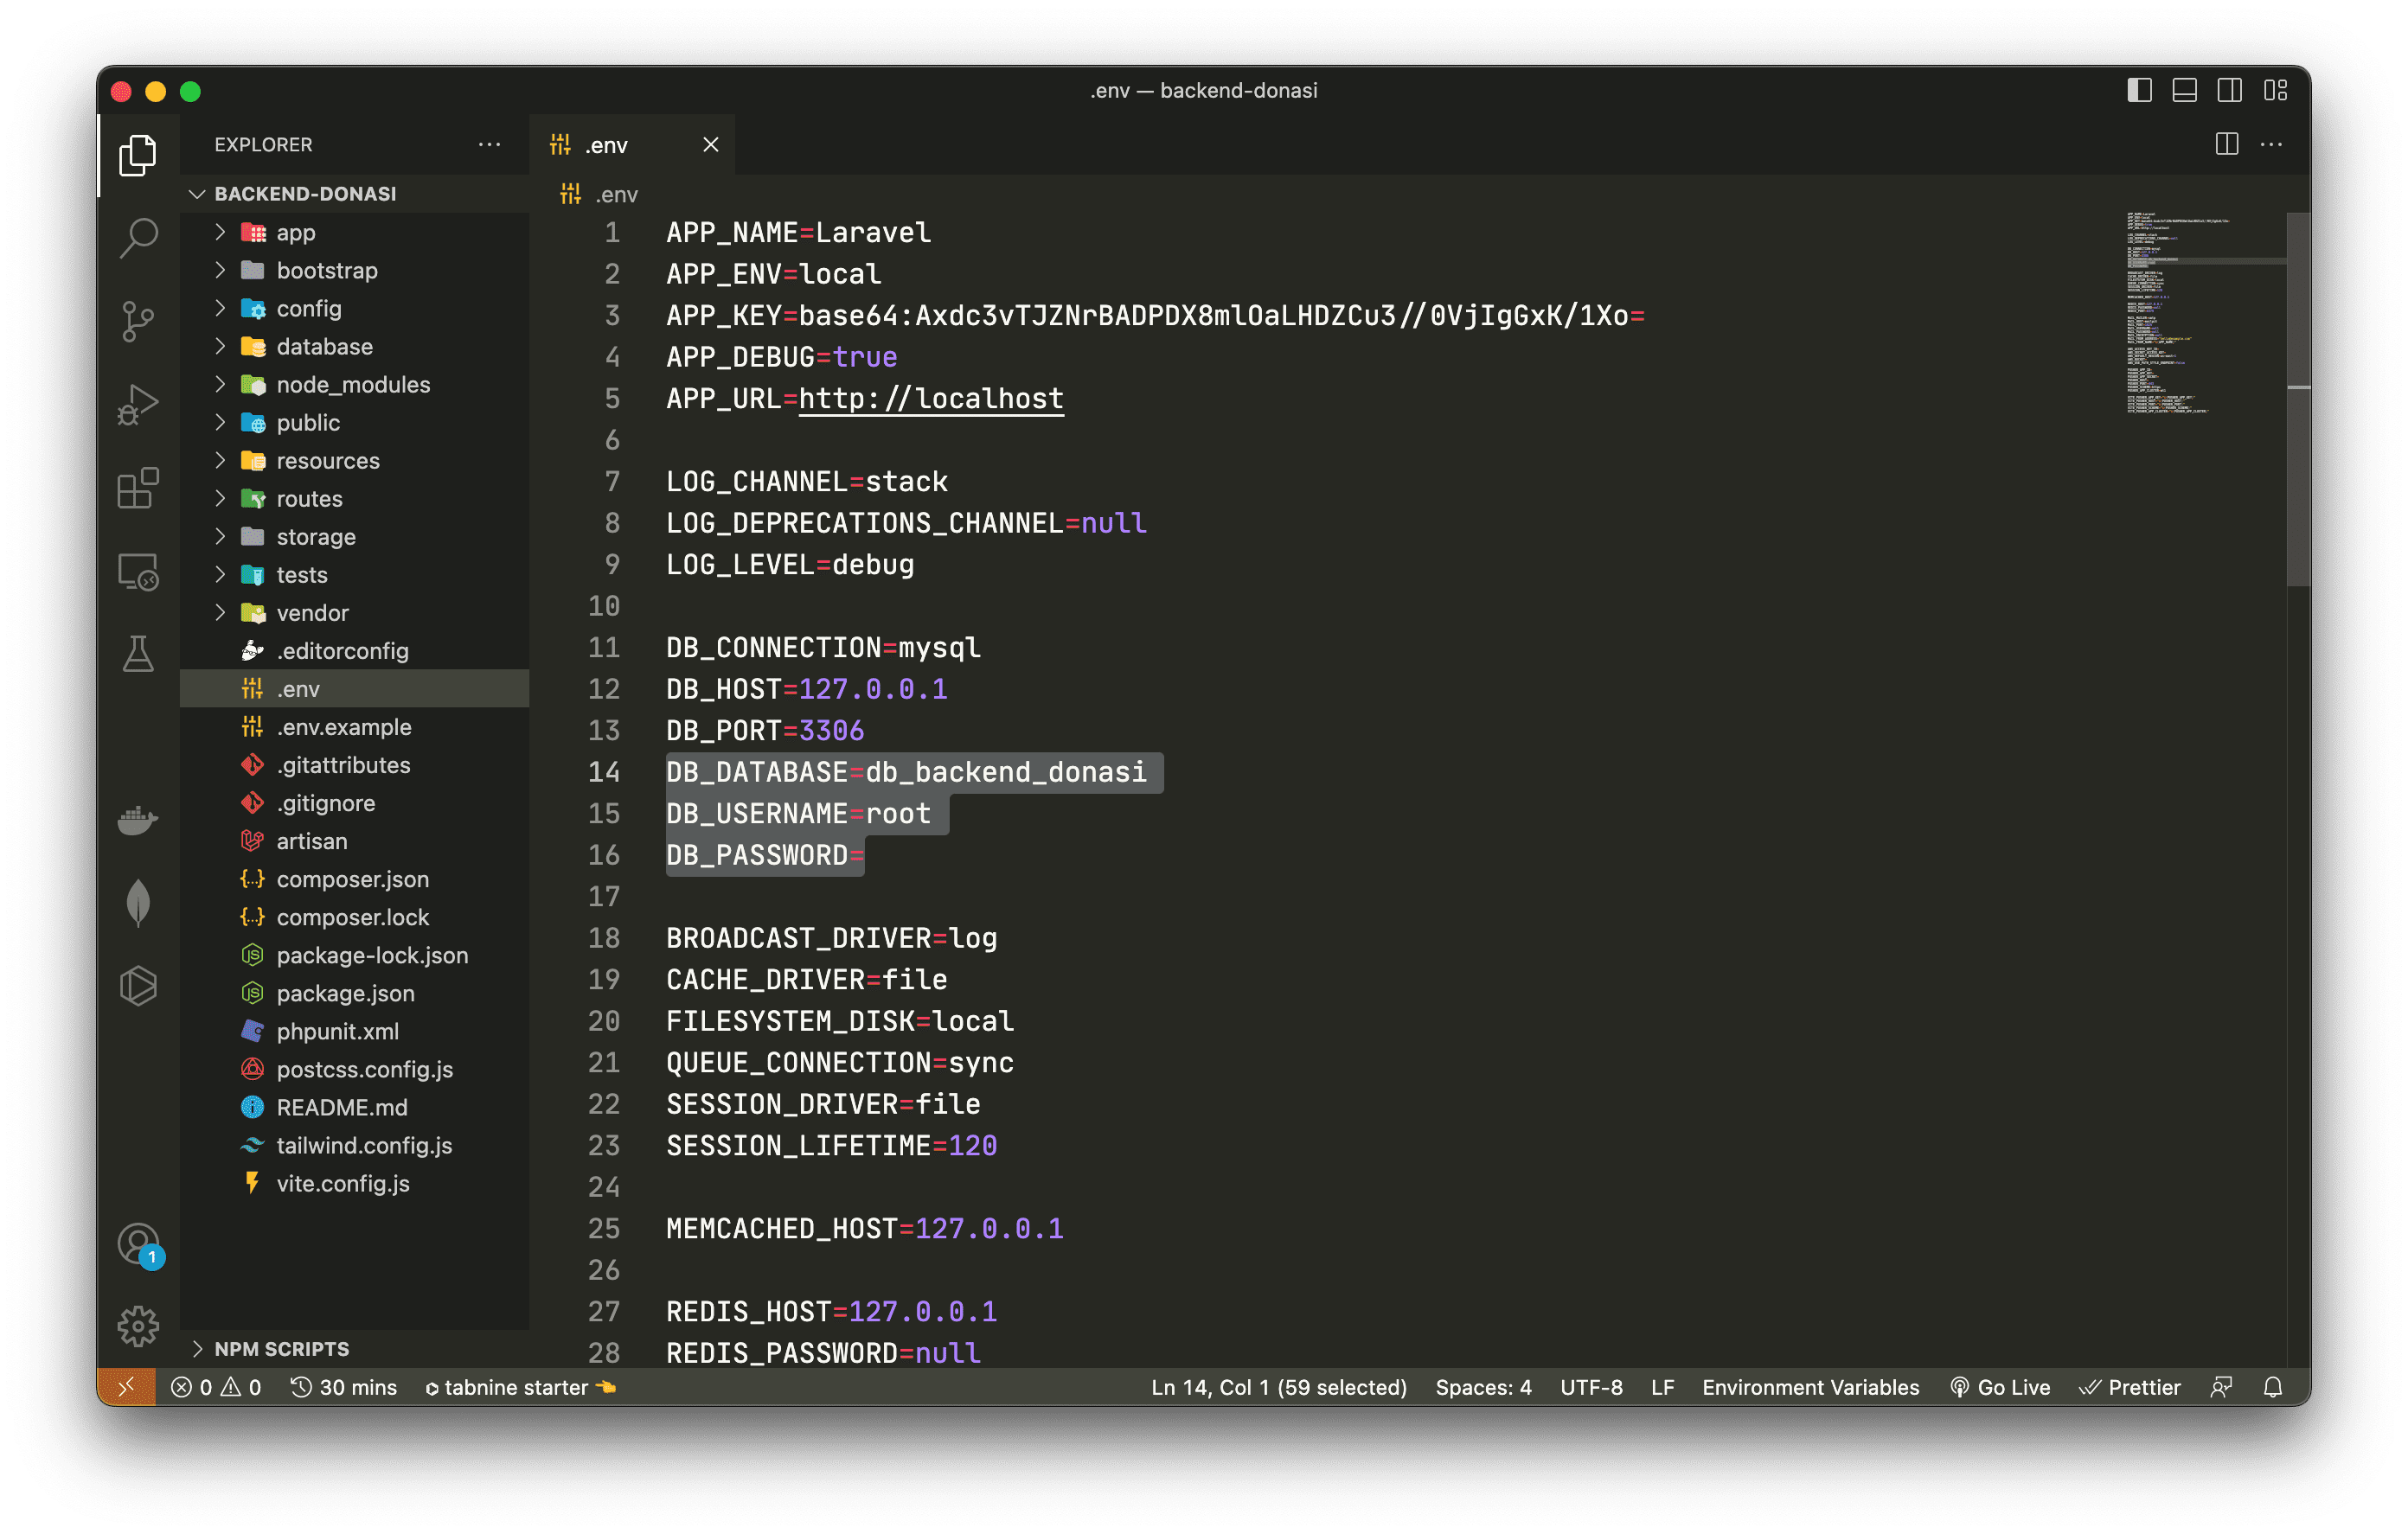 .env — backend-donasi
EXPLORER
.env
BACKEND-DONASI
.env
app
bootstrap
config
database
node_modules
public
resources
routes
storage
tests
vendor
.editorconfig
.env
.env.example
.gitattributes
.gitignore
artisan
composer.json
composer.lock
package-lock.json
package.json
phpunit.xml
postcss.config.js
README.md
tailwind.config.js
vite.config.js
NPM SCRIPTS
1 APP_NAME=Laravel
2 APP_ENV=local
3 APP_KEY=base64:Axdc3vTJZNrBADPDX8mlOaLHDZCu3//0VjIgGxK/1Xo=
4 APP_DEBUG=true
5 APP_URL=http://localhost
6
7 LOG_CHANNEL=stack
8 LOG_DEPRECATIONS_CHANNEL=null
9 LOG_LEVEL=debug
10
11 DB_CONNECTION=mysql
12 DB_HOST=127.0.0.1
13 DB_PORT=3306
14 DB_DATABASE=db_backend_donasi
15 DB_USERNAME=root
16 DB_PASSWORD=
17
18 BROADCAST_DRIVER=log
19 CACHE_DRIVER=file
20 FILESYSTEM_DISK=local
21 QUEUE_CONNECTION=sync
22 SESSION_DRIVER=file
23 SESSION_LIFETIME=120
24
25 MEMCACHED_HOST=127.0.0.1
26
27 REDIS_HOST=127.0.0.1
28 REDIS_PASSWORD=null
1
0 0 30 mins tabnine starter Ln 14, Col 1 (59 selected) Spaces: 4 UTF-8 LF Environment Variables Go Live Prettier